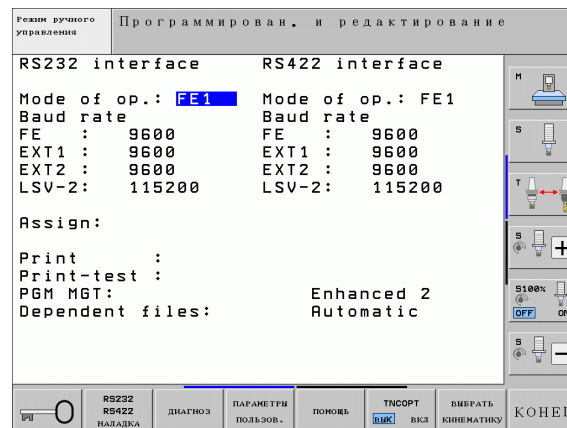 Режим ручного
управления
Программирован. и редактирование
RS232 interface RS422 interface
Mode of op.: FE1 Mode of op.: FE1
Baud rate Baud rate
FE : 9600 FE : 9600
EXT1 : 9600 EXT1 : 9600
EXT2 : 9600 EXT2 : 9600
LSV-2: 115200 LSV-2: 115200
Assign:
Print :
Print-test :
PGM MGT: Enhanced 2
Dependent files: Automatic
M
S
T
S
+
S100%
OFF ON
S
−
RS232
RS422
НАЛАДКА
ДИАГНОЗ
ПАРАМЕТРЫ
ПОЛЬЗОВ.
ПОМОЩЬ
TNCOPT
ВЫК ВКЛ
ВЫБРАТЬ
КИНЕМАТИКУ